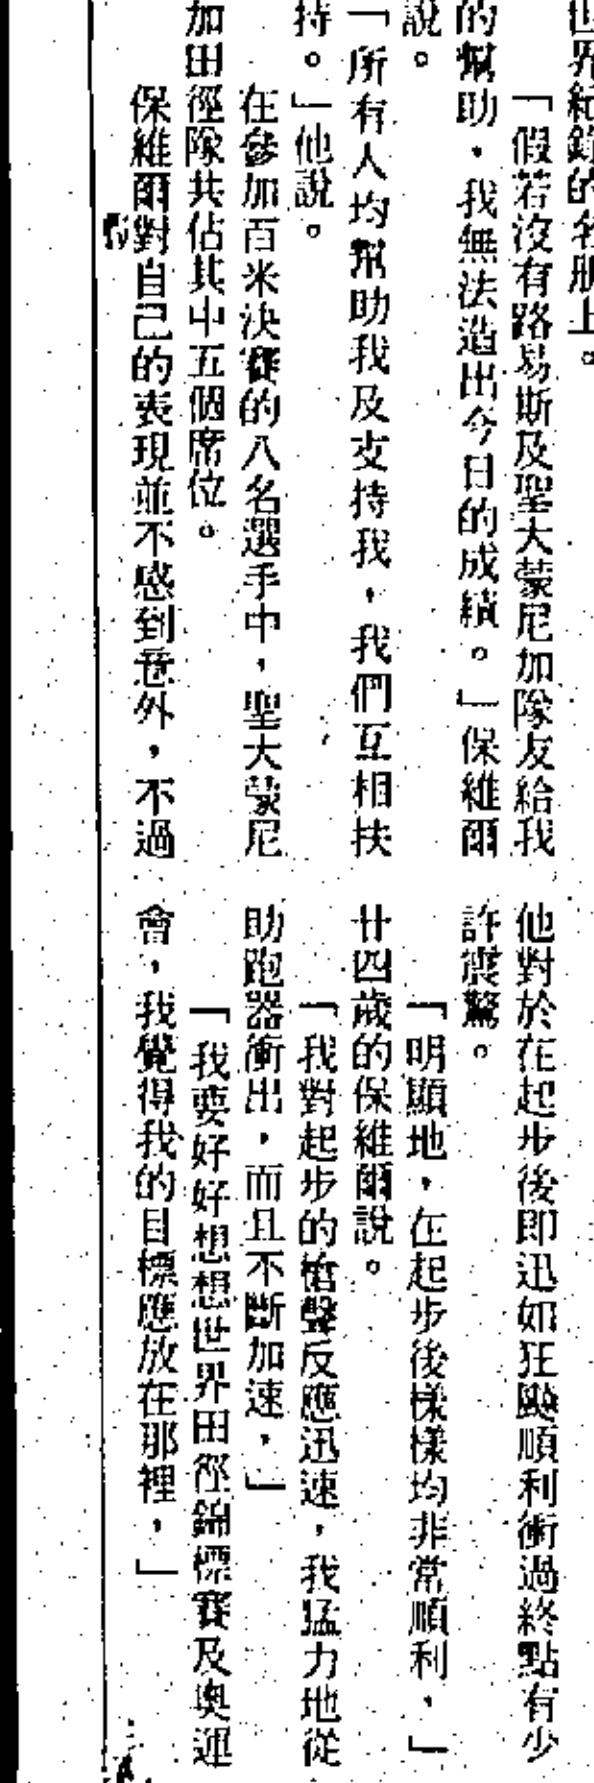 世界紀錄的名册上。
「假若沒有路易斯及聖大蒙尼加隊友給我
的幫助，我無法造出今日的成績。」保維爾
說。
「所有人均幫助我及支持我，我們互相扶
持。」他說。
在參加百米決賽的八名選手中，聖大蒙尼
加田徑隊共佔其中五個席位。
保維爾對自己的表現並不感到意外，不過
他對於在起步後即迅如狂飈順利衝過終點有少
許震驚。
「明顯地，在起步後樣樣均非常順利，」
廿四歲的保維爾說。
「我對起步的槍聲反應迅速，我猛力地從
助跑器衝出，而且不斷加速，」
「我要好好想想世界田徑錦標賽及奧運
會，我覺得我的目標應放在那裡，」